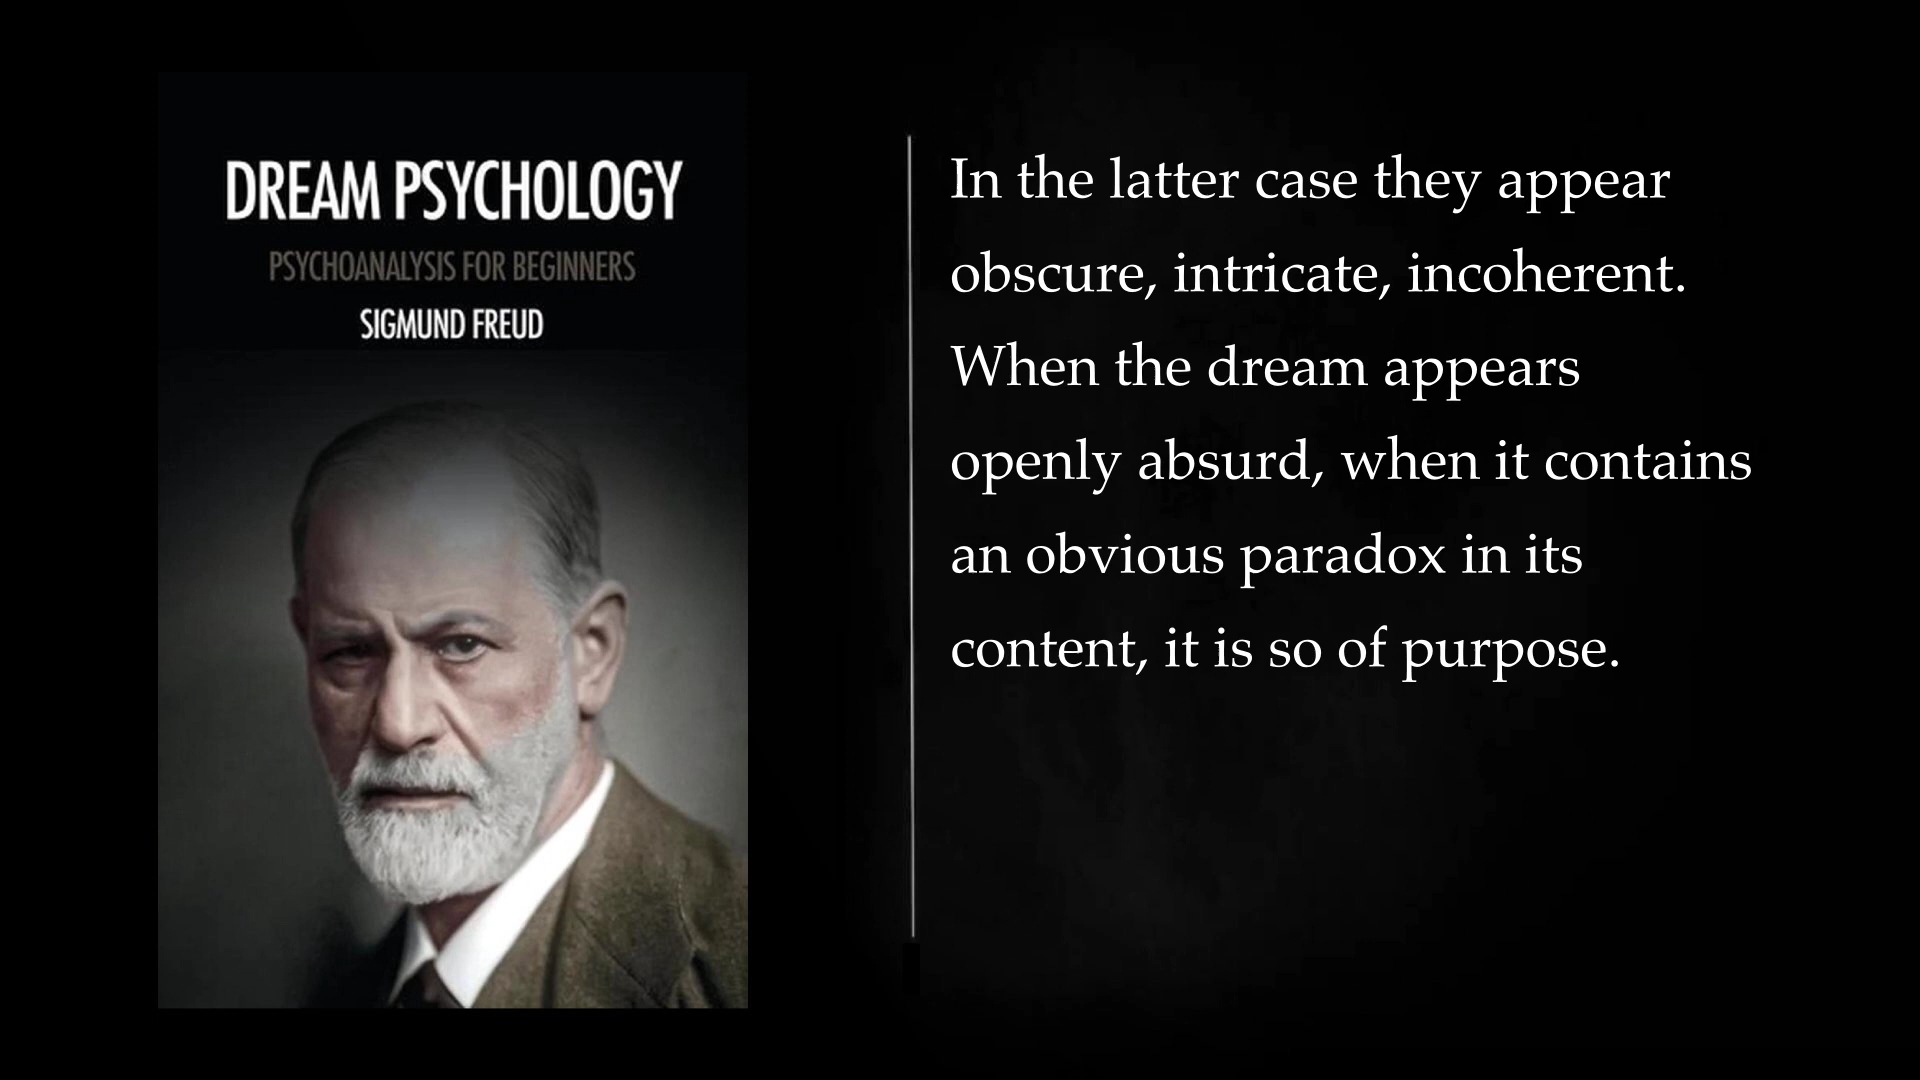 DREAM PSYCHOLOGY
PSYCHOANALYSIS FOR BEGINNERS
SIGMUND FREUD
In the latter case they appear
obscure, intricate, incoherent.
When the dream appears
openly absurd, when it contains
an obvious paradox in its
content, it is so of purpose.